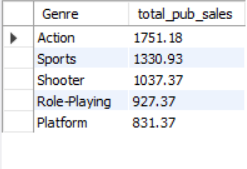 Genre total_pub_sales
Action 1751.18
Sports 1330.93
Shooter 1037.37
Role-Playing 927.37
Platform 831.37